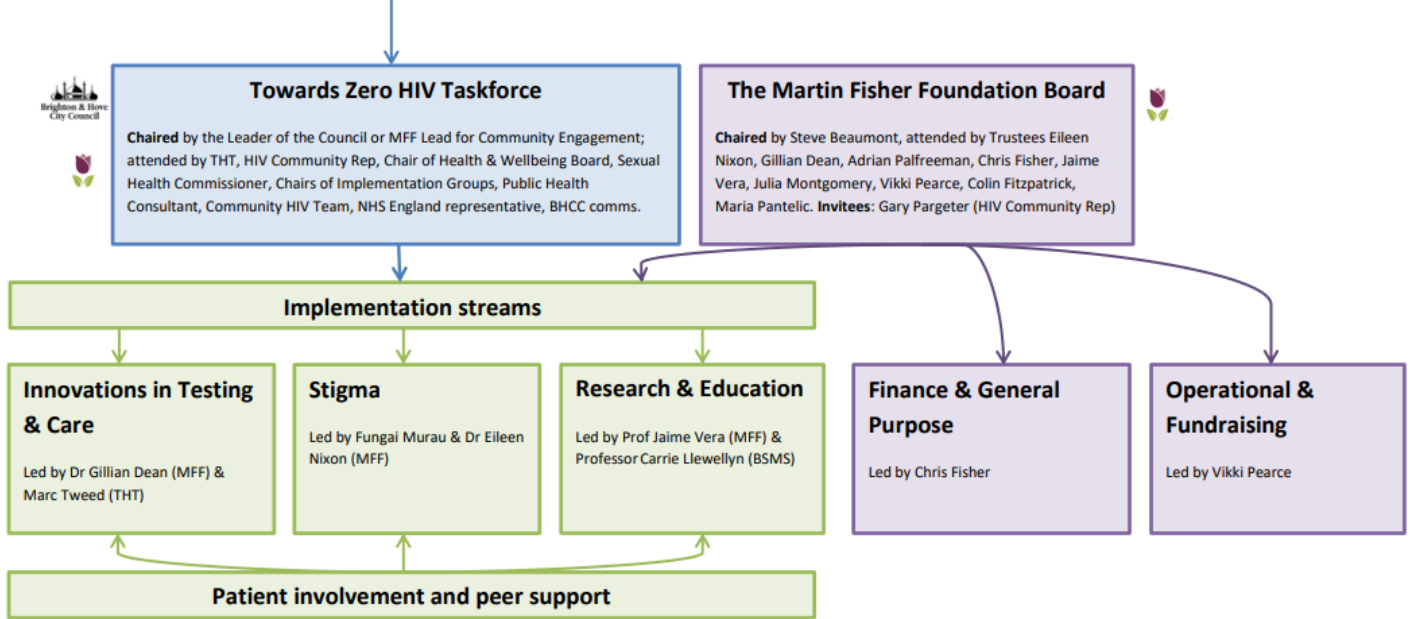 Brighton & Hove
City Council
Towards Zero HIV Taskforce
Chaired by the Leader of the Council or MFF Lead for Community Engagement;
attended by THT, HIV Community Rep, Chair of Health & Wellbeing Board, Sexual
Health Commissioner, Chairs of Implementation Groups, Public Health
Consultant, Community HIV Team, NHS England representative, BHCC comms.
The Martin Fisher Foundation Board
Chaired by Steve Beaumont, attended by Trustees Eileen
Nixon, Gillian Dean, Adrian Palfreeman, Chris Fisher, Jaime
Vera, Julia Montgomery, Vikki Pearce, Colin Fitzpatrick,
Maria Pantelic. Invitees: Gary Pargeter (HIV Community Rep)
Implementation streams
Innovations in Testing
& Care
Led by Dr Gillian Dean (MFF) &
Marc Tweed (THT)
Stigma
Led by Fungai Murau & Dr Eileen
Nixon (MFF)
Research & Education
Led by Prof Jaime Vera (MFF) &
Professor Carrie Llewellyn (BSMS)
Finance & General
Purpose
Led by Chris Fisher
Operational &
Fundraising
Led by Vikki Pearce
Patient involvement and peer support